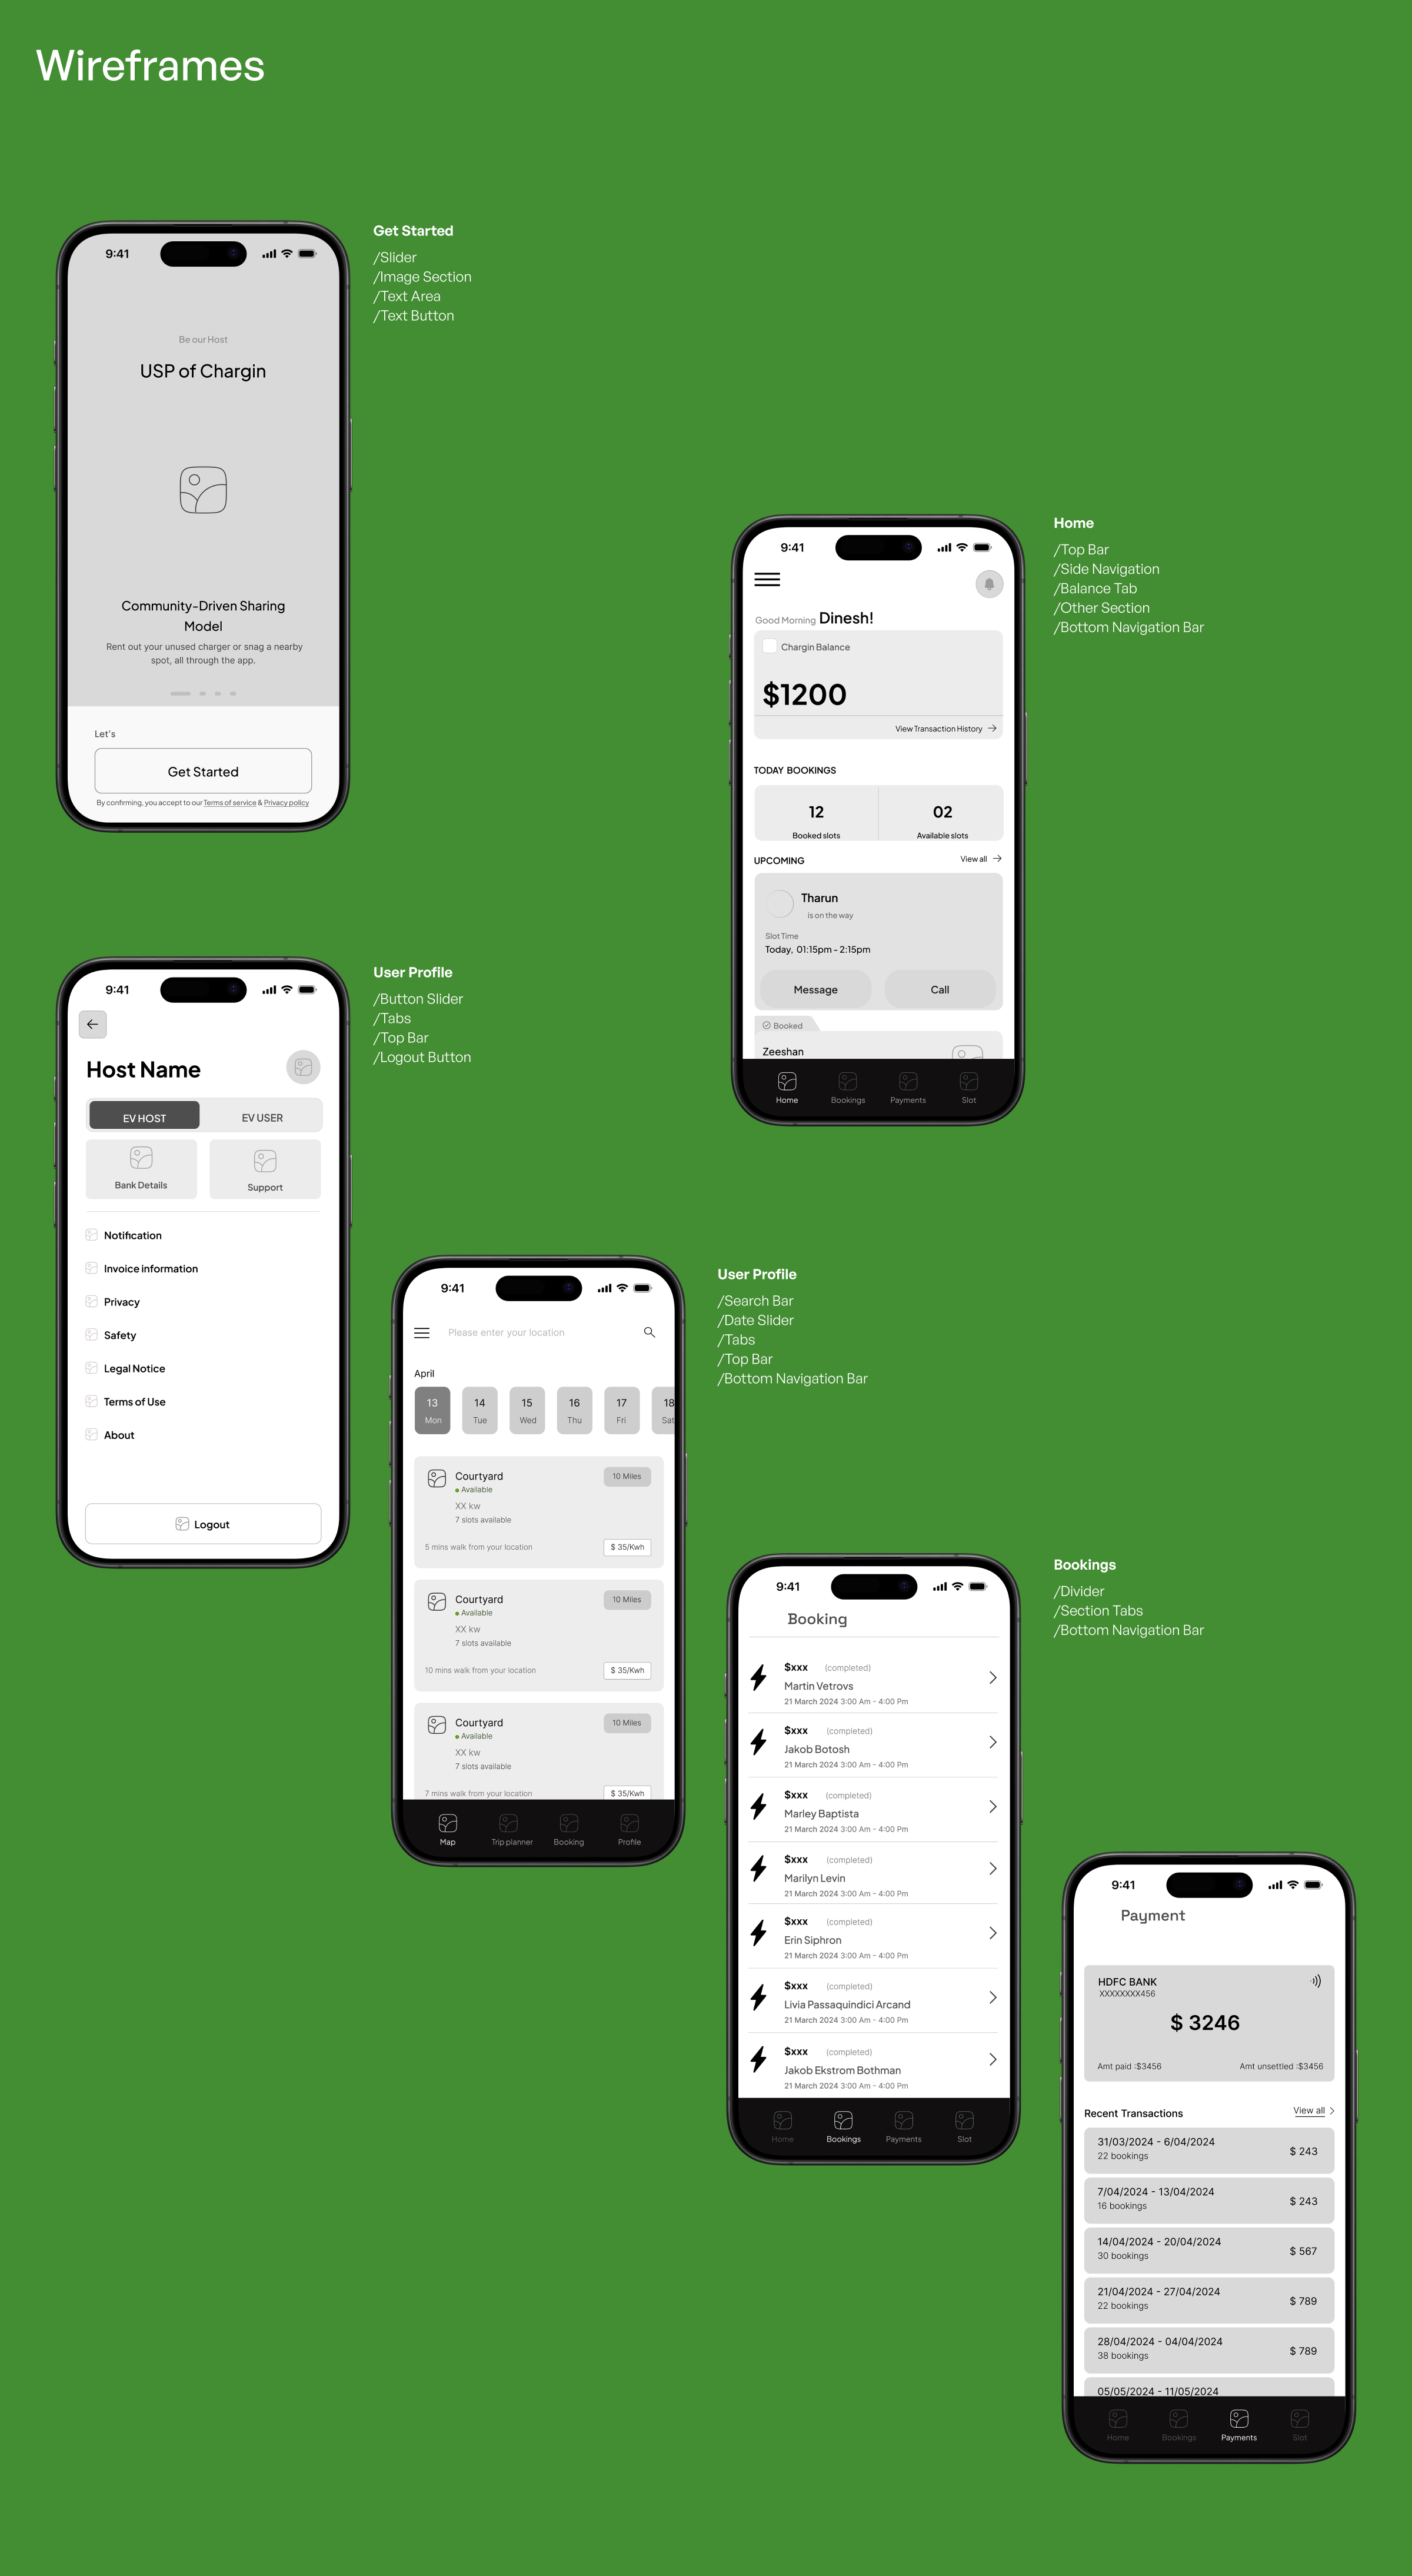 Wireframes
9:41
Be our Host
USP of Chargin
Community-Driven Sharing
Model
Rent out your unused charger or snag a nearby
spot, all through the app.
Let's
Get Started
By confirming, you accept to our Terms of service & Privacy policy
Get Started
/Slider
/Image Section
/Text Area
/Text Button
9:41
Good Morning Dinesh!
Chargin Balance
$1200
View Transaction History
TODAY BOOKINGS
12
Booked slots
02
Available slots
UPCOMING
View all
Tharun
is on the way
Slot Time
Today, 01:15pm - 2:15pm
Message
Call
Booked
Zeeshan
Home
Bookings
Payments
Slot
Home
/Top Bar
/Side Navigation
/Balance Tab
/Other Section
/Bottom Navigation Bar
9:41
Host Name
EV HOST
EV USER
Bank Details
Support
Notification
Invoice information
Privacy
Safety
Legal Notice
Terms of Use
About
Logout
User Profile
/Button Slider
/Tabs
/Top Bar
/Logout Button
9:41
Please enter your location
April
13
Mon
14
Tue
15
Wed
16
Thu
17
Fri
18
Sat
Courtyard
10 Miles
Available
XX kw
7 slots available
5 mins walk from your location
$ 35/Kwh
Courtyard
10 Miles
Available
XX kw
7 slots available
10 mins walk from your location
$ 35/Kwh
Courtyard
10 Miles
Available
XX kw
7 slots available
7 mins walk from your location
$ 35/Kwh
Map
Trip planner
Booking
Profile
User Profile
/Search Bar
/Date Slider
/Tabs
/Top Bar
/Bottom Navigation Bar
9:41
Booking
$xxx (completed)
Martin Vetrovs
21 March 2024 3:00 Am - 4:00 Pm
$xxx (completed)
Jakob Botosh
21 March 2024 3:00 Am - 4:00 Pm
$xxx (completed)
Marley Baptista
21 March 2024 3:00 Am - 4:00 Pm
$xxx (completed)
Marilyn Levin
21 March 2024 3:00 Am - 4:00 Pm
$xxx (completed)
Erin Siphron
21 March 2024 3:00 Am - 4:00 Pm
$xxx (completed)
Livia Passaquindici Arcand
21 March 2024 3:00 Am - 4:00 Pm
$xxx (completed)
Jakob Ekstrom Bothman
21 March 2024 3:00 Am - 4:00 Pm
Home
Bookings
Payments
Slot
Bookings
/Divider
/Section Tabs
/Bottom Navigation Bar
9:41
Payment
HDFC BANK
XXXXXXXX456
$ 3246
Amt paid :$3456
Amt unsettled :$3456
Recent Transactions
View all
31/03/2024 - 6/04/2024
22 bookings
$ 243
7/04/2024 - 13/04/2024
16 bookings
$ 243
14/04/2024 - 20/04/2024
30 bookings
$ 567
21/04/2024 - 27/04/2024
22 bookings
$ 789
28/04/2024 - 04/04/2024
38 bookings
$ 789
05/05/2024 - 11/05/2024
Home
Bookings
Payments
Slot